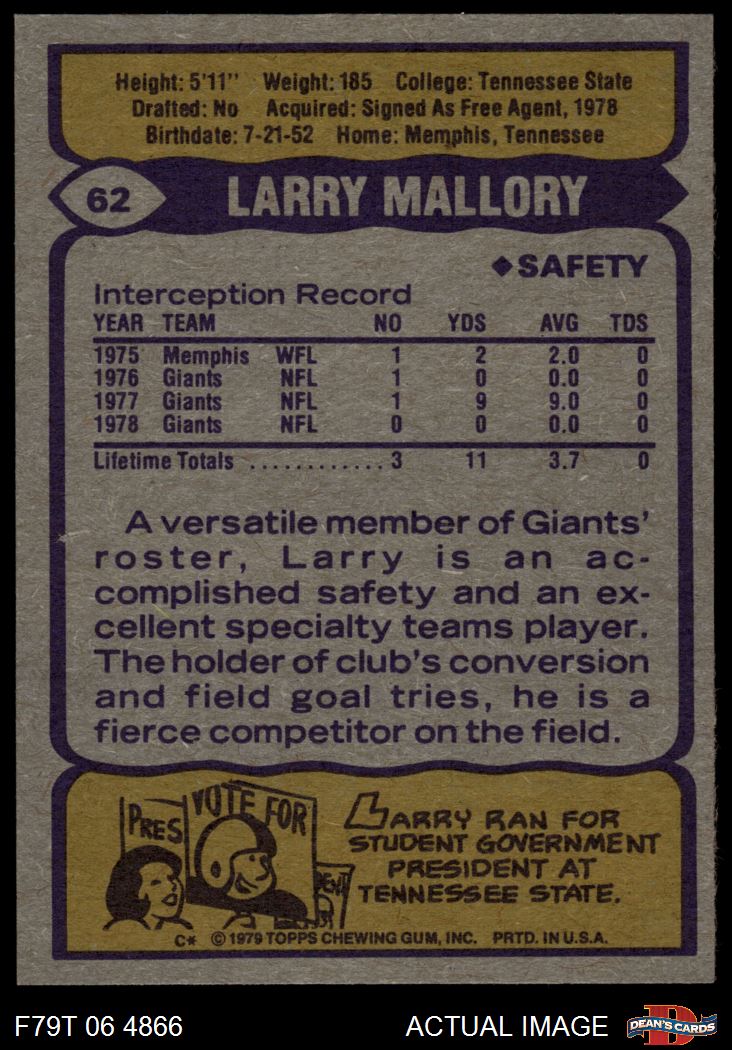 Height: 5'11" Weight: 185 College: Tennessee State
Drafted: No Acquired: Signed As Free Agent, 1978
Birthdate: 7-21-52 Home: Memphis, Tennessee
62 LARRY MALLORY
◆SAFETY
Interception Record
YEAR TEAM NO YDS AVG TDS
1975 Memphis WFL 1 2 2.0 0
1976 Giants NFL 1 0 0.0 0
1977 Giants NFL 1 9 9.0 0
1978 Giants NFL 0 0 0.0 0
Lifetime Totals ............ 3 11 3.7 0
A versatile member of Giants'
roster, Larry is an ac-
complished safety and an ex-
cellent specialty teams player.
The holder of club's conversion
and field goal tries, he is a
fierce competitor on the field.
PRES
VOTE FOR
LARRY RAN FOR
STUDENT GOVERNMENT
PRESIDENT AT
TENNESSEE STATE.
C* © 1979 TOPPS CHEWING GUM, INC. PRTD. IN U.S.A.
F79T 06 4866 ACTUAL IMAGE
D
DEAN'S CARDS